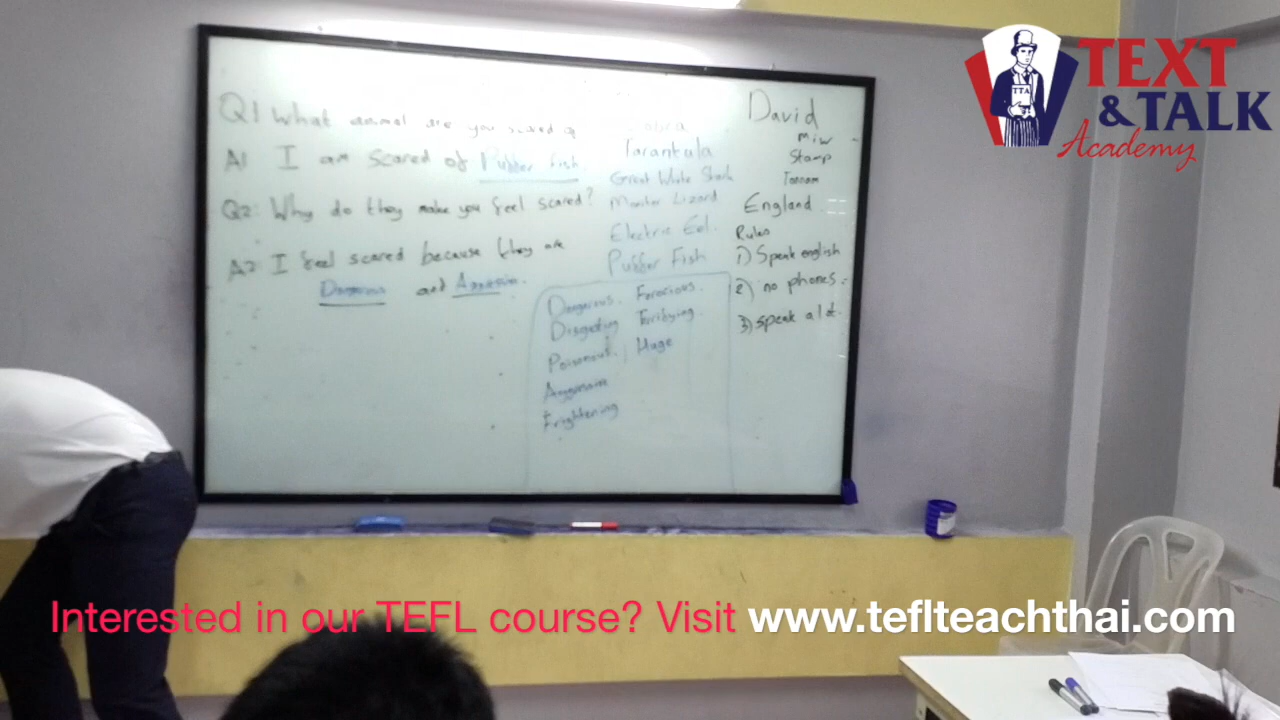 Q1 What animal are you scared of
A1 I am scared of Puffer fish
Q2: Why do they make you feel scared?
A2 I feel scared because they are
Dangerous and
Tarantula
Great White Shark
Monitor Lizard
Electric Eel.
Puffer Fish
Dangerous. Ferocious.
Disgusting Terrifying.
Poisonous. Huge
Frightening
David
Miw
Stamp
Tannam
England
Rules
1) Speak english
2) no phones.
3) Speak a lot.
TEXT
& TALK
Academy
TTA
Interested in our TEFL course? Visit www.teflteachthai.com